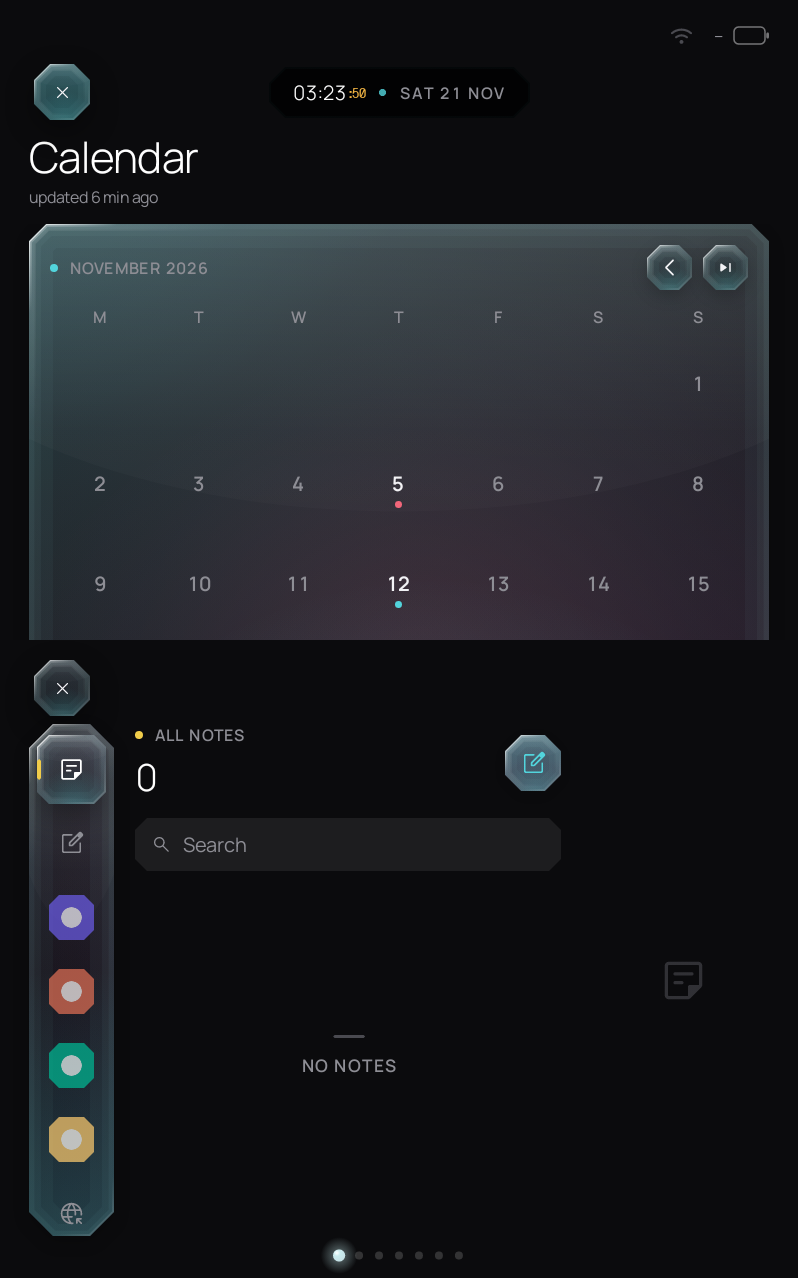 03:23:50 SAT 21 NOV
Calendar
updated 6 min ago
NOVEMBER 2026
M T W T F S S
1
2 3 4 5 6 7 8
9 10 11 12 13 14 15
ALL NOTES
0
Search
NO NOTES